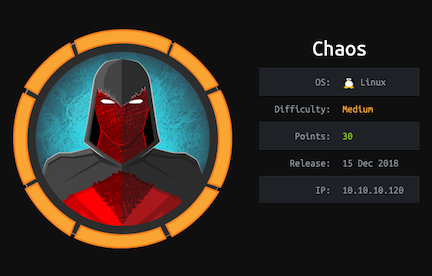 Chaos
OS: Linux
Difficulty: Medium
Points: 30
Release: 15 Dec 2018
IP: 10.10.10.120